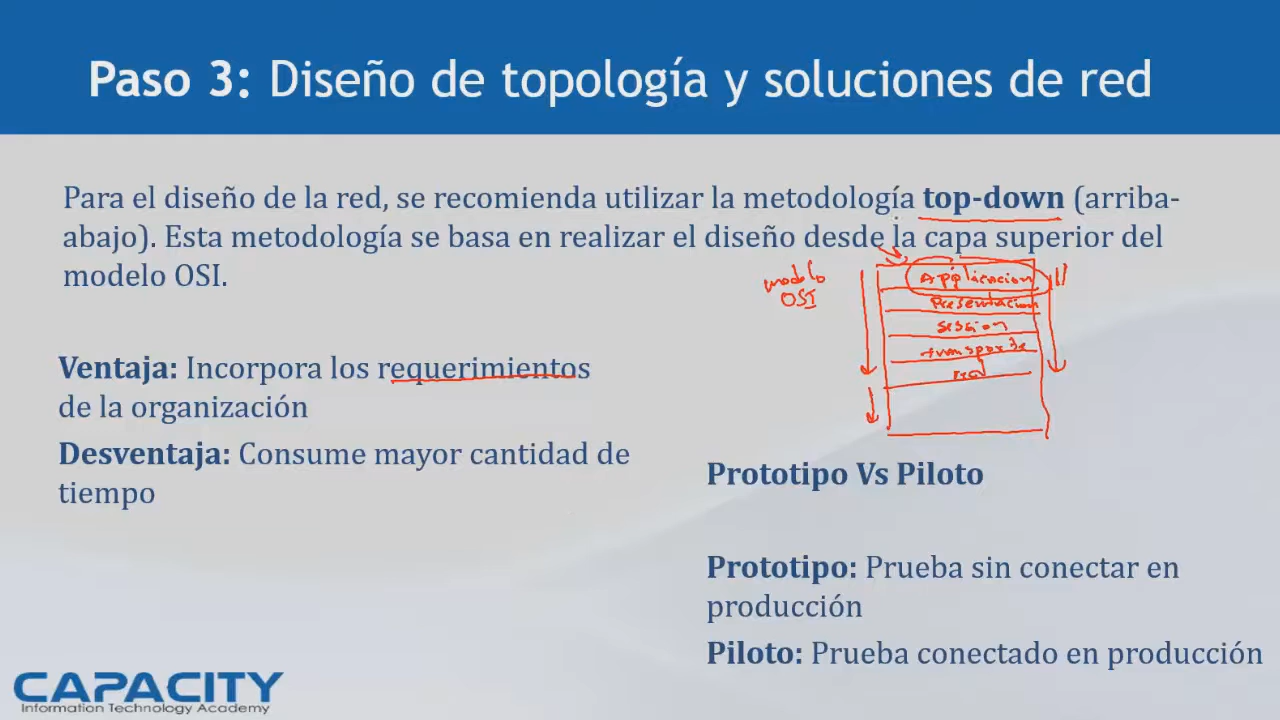 Paso 3: Diseño de topología y soluciones de red
Para el diseño de la red, se recomienda utilizar la metodología top-down (arriba-
abajo). Esta metodología se basa en realizar el diseño desde la capa superior del
modelo OSI.
modelo
OSI
Applicacion
Presentacion
session
transporte
red
Ventaja: Incorpora los requerimientos
de la organización
Desventaja: Consume mayor cantidad de
tiempo
Prototipo Vs Piloto
Prototipo: Prueba sin conectar en
producción
Piloto: Prueba conectado en producción
CAPACITY
Information Technology Academy